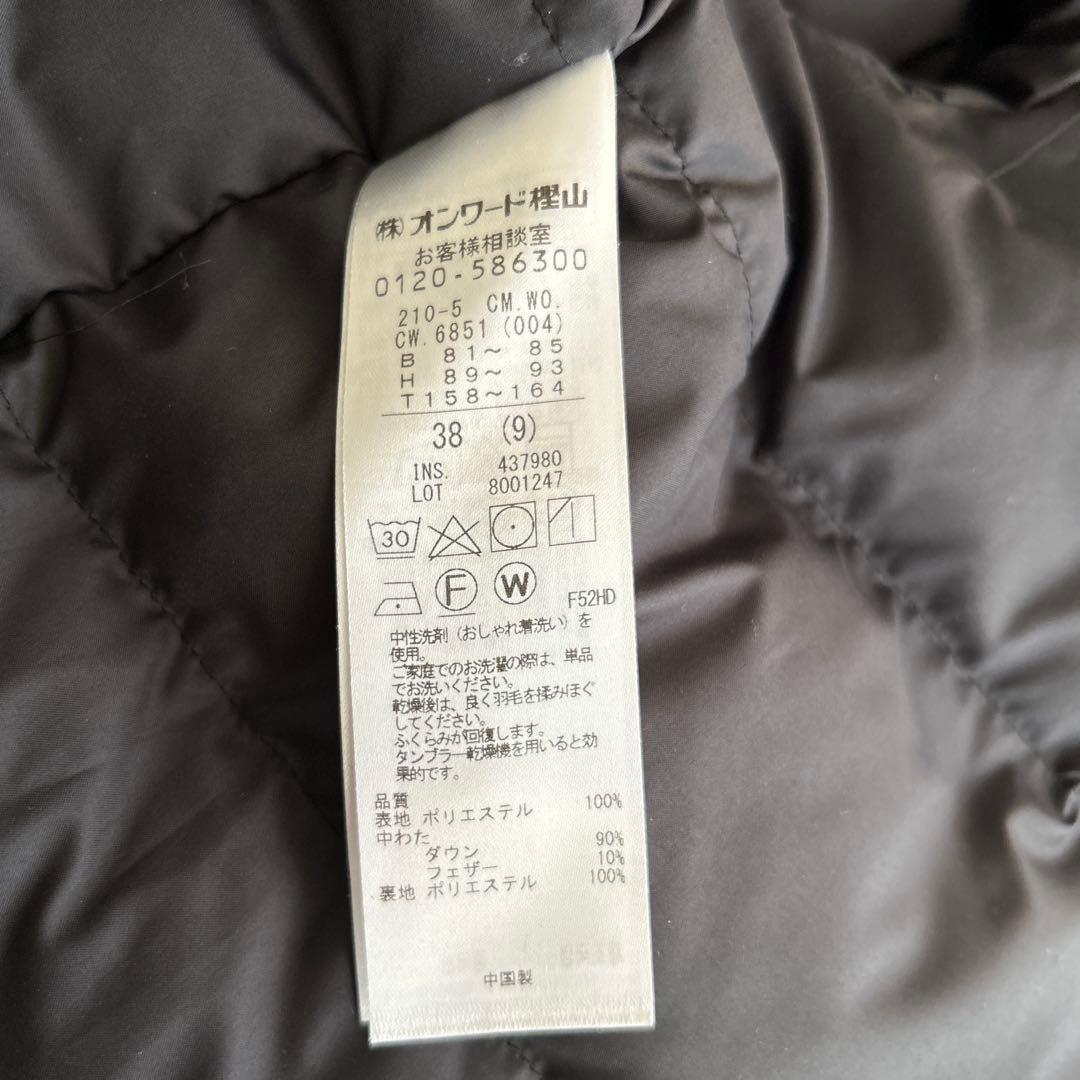 ㈱オンワード樫山
お客様相談室
0120-586300
210-5 CM.WO.
CW.6851 (004)
B 81～ 85
H 89～ 93
T 158～164
38 (9)
INS. 437980
LOT 8001247
30
F W F52HD
中性洗剤（おしゃれ着洗い）を
使用。
ご家庭でのお洗濯の際は、単品
でお洗いください。
乾燥後は、良く羽毛を揉みほぐ
してください。
ふくらみが回復します。
タンブラー乾燥機を用いると効
果的です。
品質
表地 ポリエステル 100%
中わた
ダウン 90%
フェザー 10%
裏地 ポリエステル 100%
中国製